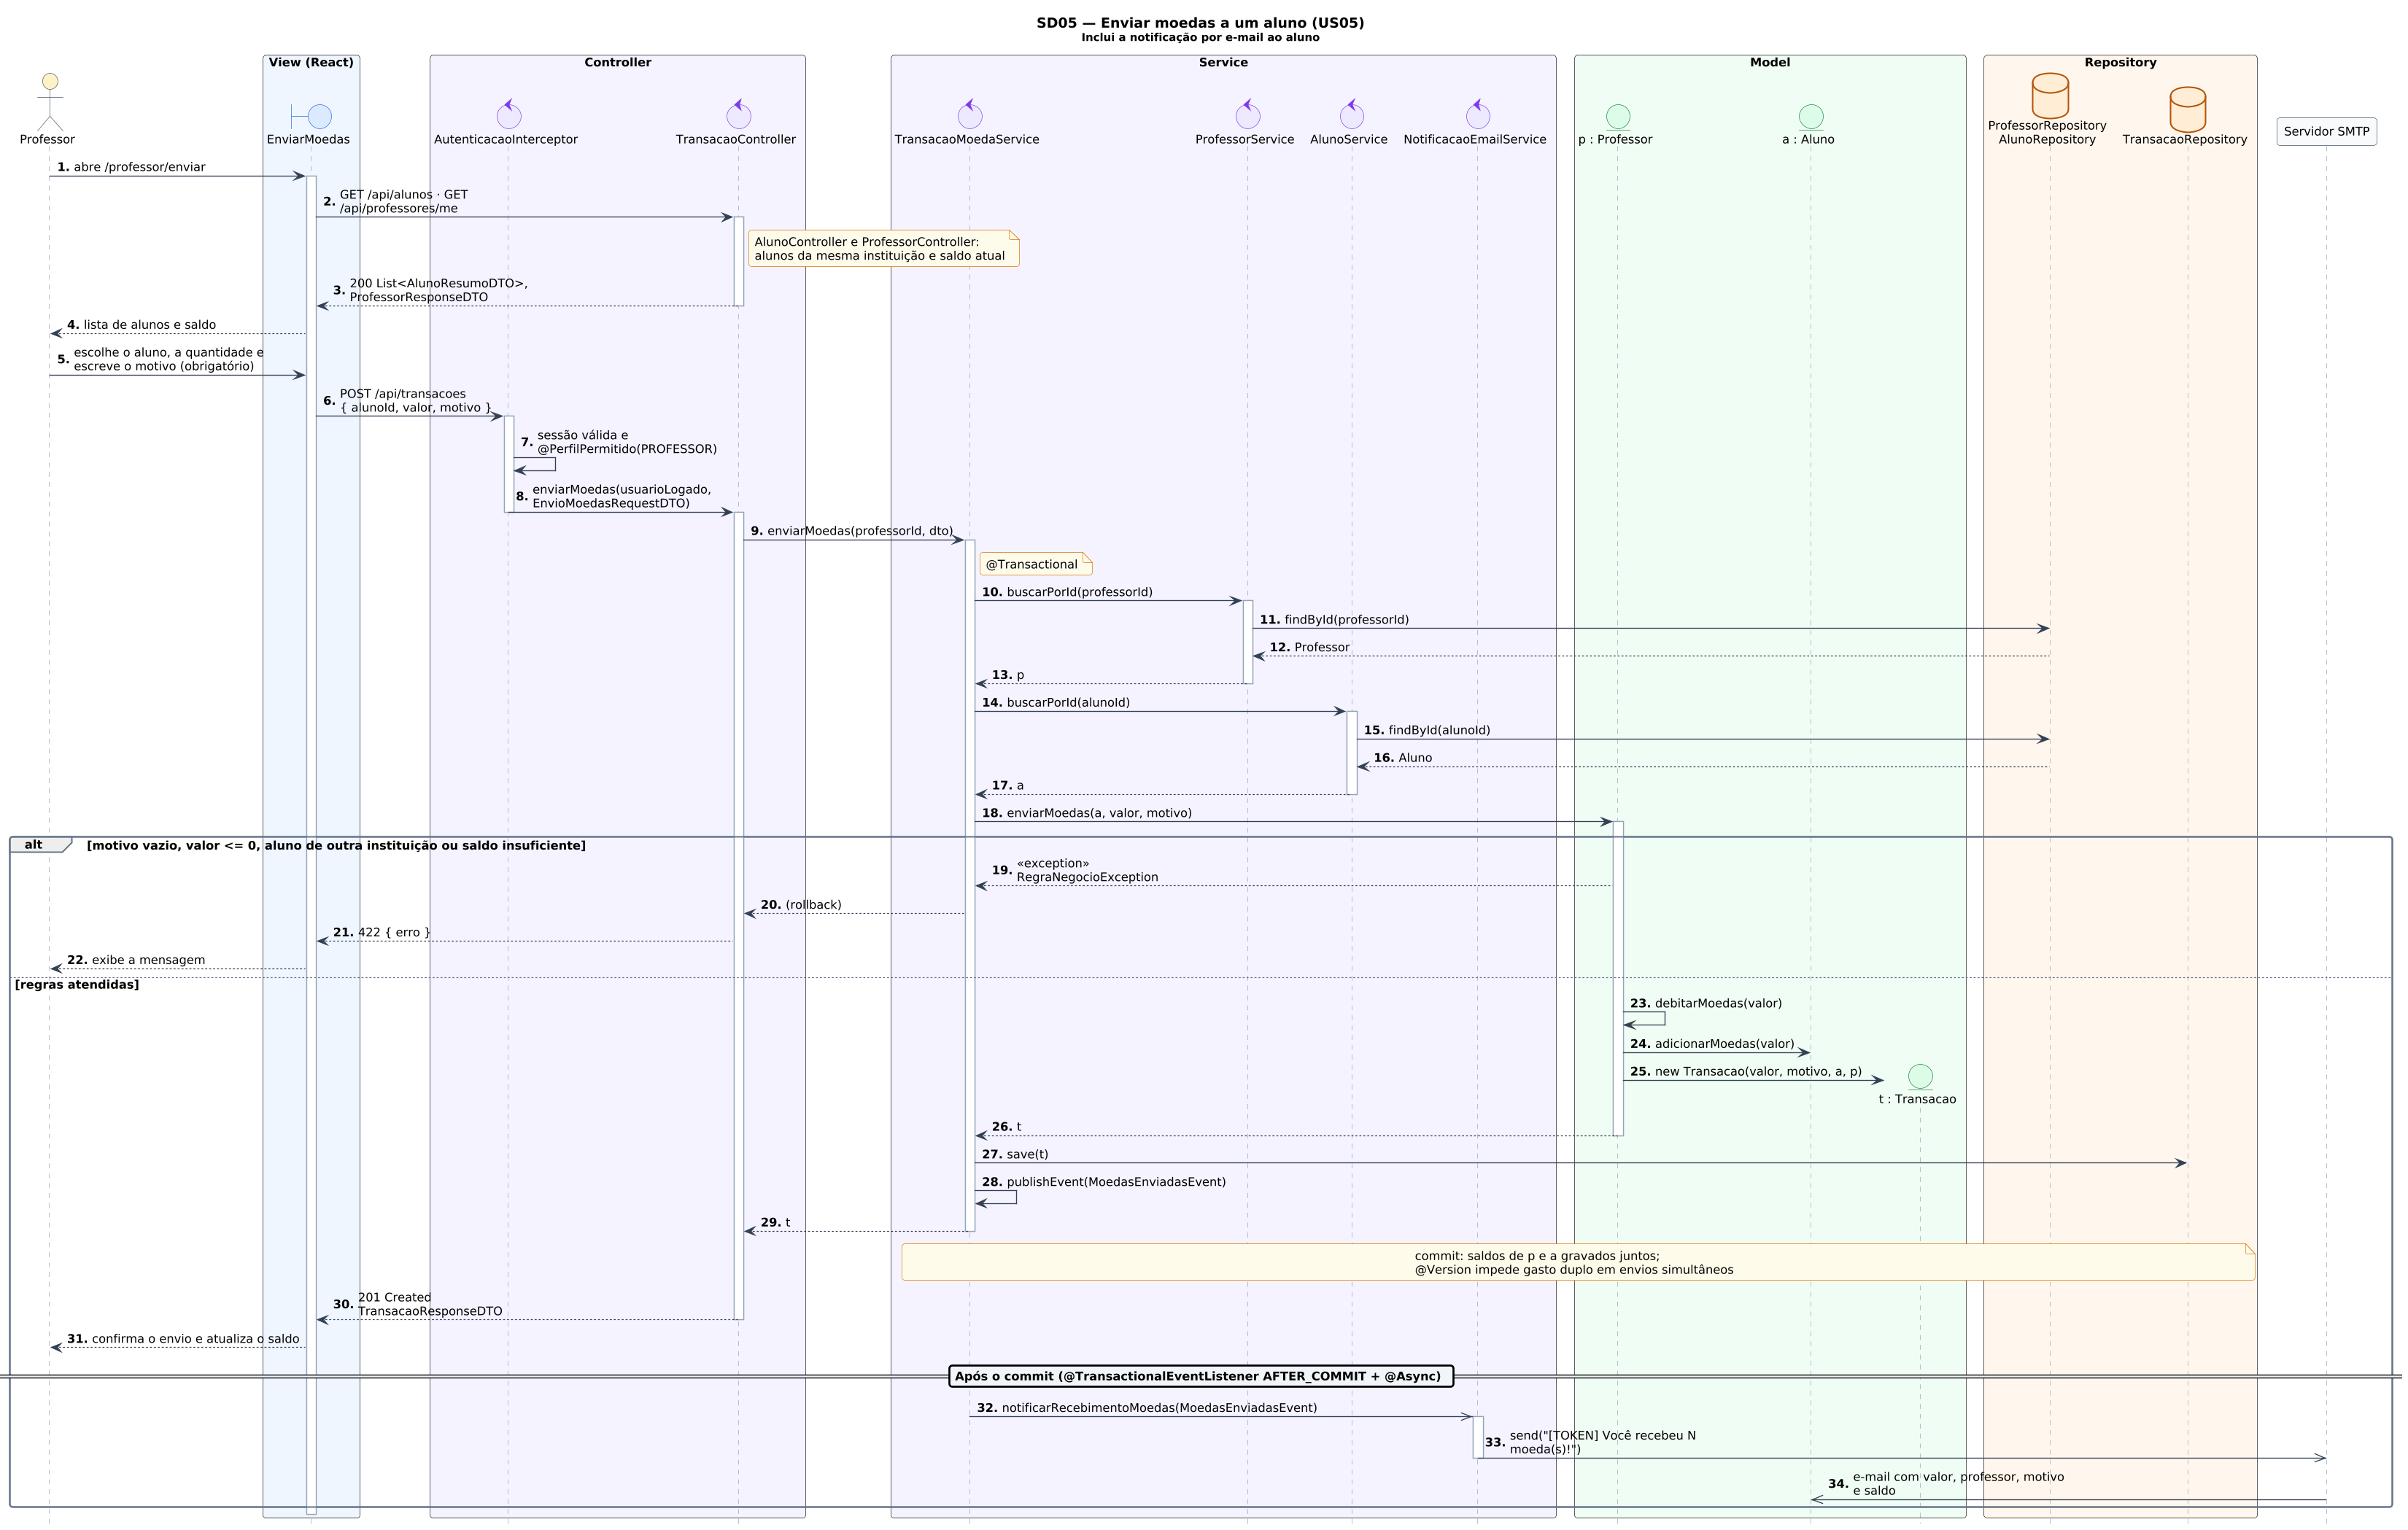 SD05 — Enviar moedas a um aluno (US05)
Inclui a notificação por e-mail ao aluno
View (React)
Controller
Service
Model
Repository
Professor
EnviarMoedas
AutenticacaoInterceptor
TransacaoController
TransacaoMoedaService
ProfessorService
AlunoService
NotificacaoEmailService
p : Professor
a : Aluno
ProfessorRepository
AlunoRepository
TransacaoRepository
Servidor SMTP
1. abre /professor/enviar
2. GET /api/alunos · GET
/api/professores/me
AlunoController e ProfessorController:
alunos da mesma instituição e saldo atual
3. 200 List<AlunoResumoDTO>,
ProfessorResponseDTO
4. lista de alunos e saldo
5. escolhe o aluno, a quantidade e
escreve o motivo (obrigatório)
6. POST /api/transacoes
{ alunoId, valor, motivo }
7. sessão válida e
@PerfilPermitido(PROFESSOR)
8. enviarMoedas(usuarioLogado,
EnvioMoedasRequestDTO)
9. enviarMoedas(professorId, dto)
@Transactional
10. buscarPorId(professorId)
11. findById(professorId)
12. Professor
13. p
14. buscarPorId(alunoId)
15. findById(alunoId)
16. Aluno
17. a
18. enviarMoedas(a, valor, motivo)
alt [motivo vazio, valor <= 0, aluno de outra instituição ou saldo insuficiente]
19. «exception»
RegraNegocioException
20. (rollback)
21. 422 { erro }
22. exibe a mensagem
[regras atendidas]
23. debitarMoedas(valor)
24. adicionarMoedas(valor)
25. new Transacao(valor, motivo, a, p)
t : Transacao
26. t
27. save(t)
28. publishEvent(MoedasEnviadasEvent)
29. t
commit: saldos de p e a gravados juntos;
@Version impede gasto duplo em envios simultâneos
30. 201 Created
TransacaoResponseDTO
31. confirma o envio e atualiza o saldo
Após o commit (@TransactionalEventListener AFTER_COMMIT + @Async)
32. notificarRecebimentoMoedas(MoedasEnviadasEvent)
33. send("[TOKEN] Você recebeu N
moeda(s)!")
34. e-mail com valor, professor, motivo
e saldo